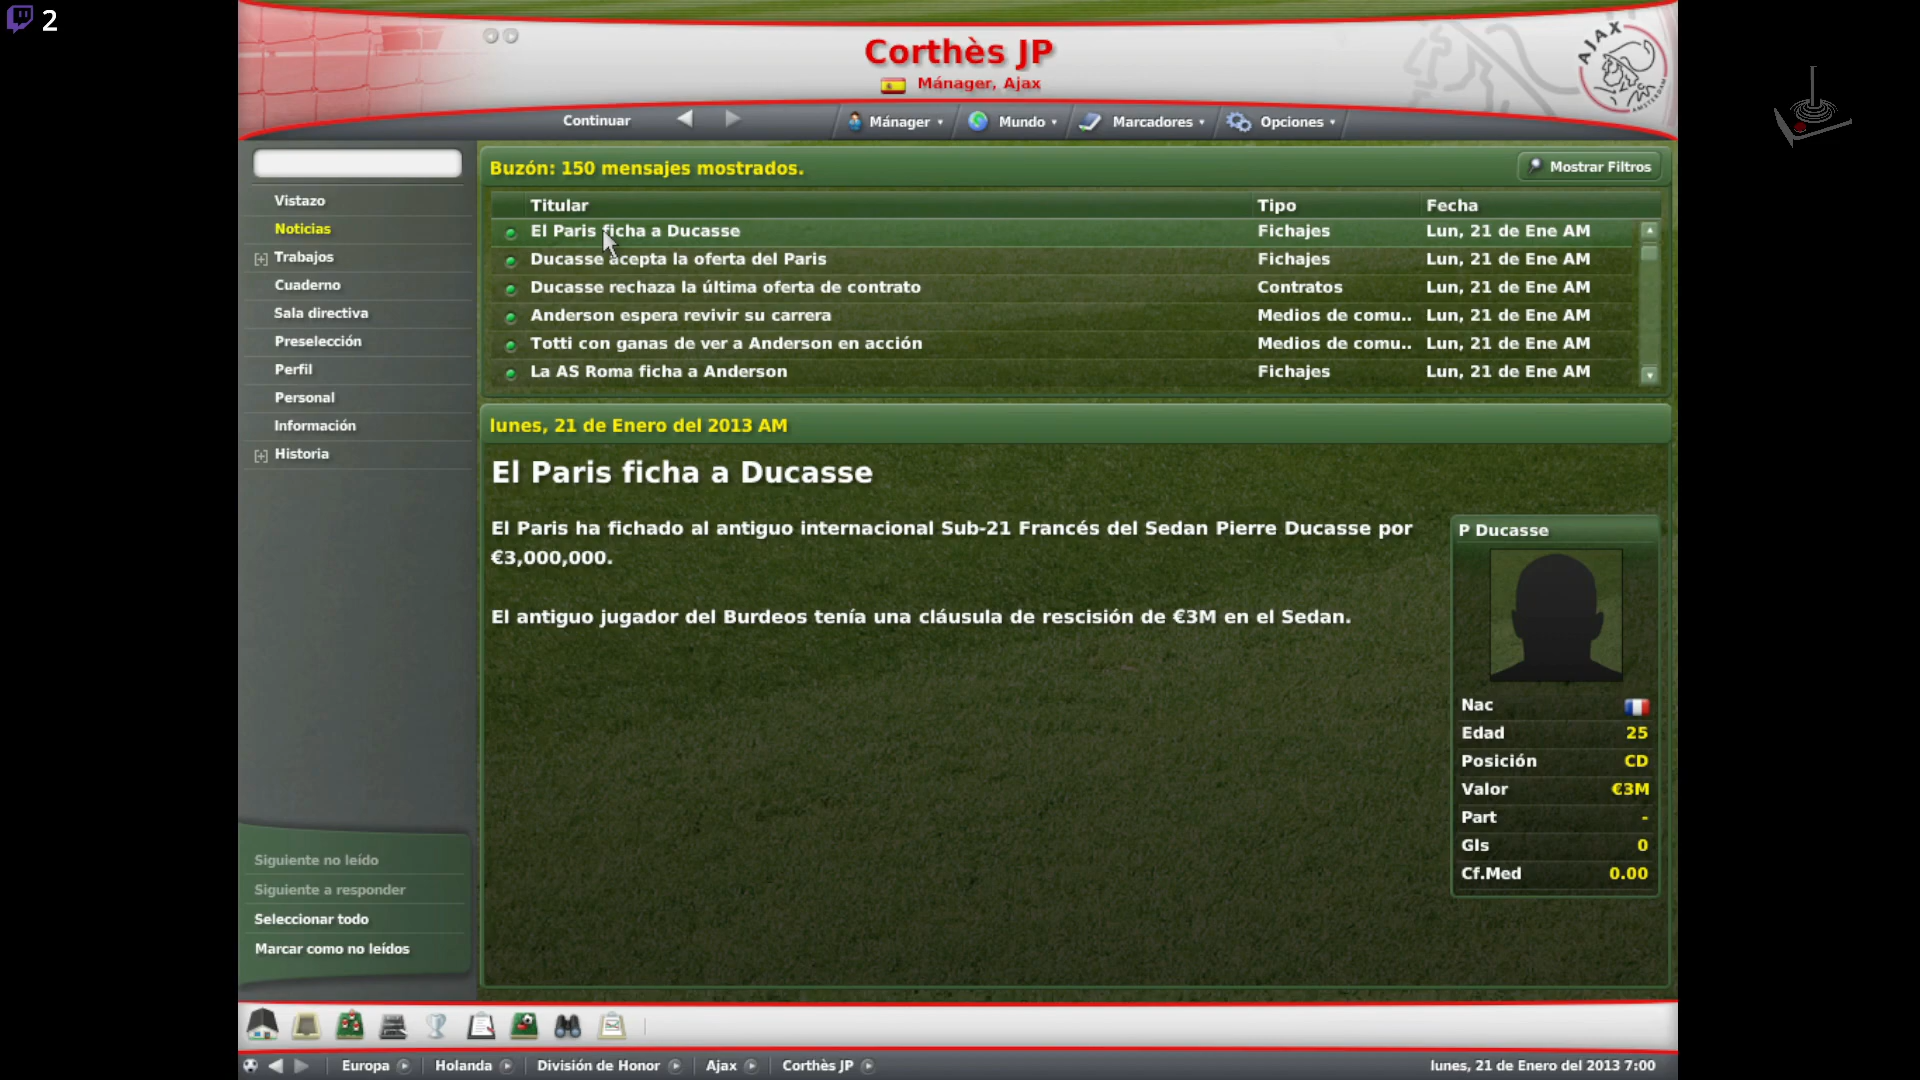 2
Corthès JP
Mánager, Ajax
AJAX
AMSTERDAM
Continuar
Mánager
Mundo
Marcadores
Opciones
Buzón: 150 mensajes mostrados.
Mostrar Filtros
Titular Tipo Fecha
El Paris ficha a Ducasse Fichajes Lun, 21 de Ene AM
Ducasse acepta la oferta del Paris Fichajes Lun, 21 de Ene AM
Ducasse rechaza la última oferta de contrato Contratos Lun, 21 de Ene AM
Anderson espera revivir su carrera Medios de comu.. Lun, 21 de Ene AM
Totti con ganas de ver a Anderson en acción Medios de comu.. Lun, 21 de Ene AM
La AS Roma ficha a Anderson Fichajes Lun, 21 de Ene AM
Vistazo
Noticias
[+] Trabajos
Cuaderno
Sala directiva
Preselección
Perfil
Personal
Información
[+] Historia
lunes, 21 de Enero del 2013 AM
El Paris ficha a Ducasse
El Paris ha fichado al antiguo internacional Sub-21 Francés del Sedan Pierre Ducasse por
€3,000,000.
El antiguo jugador del Burdeos tenía una cláusula de rescisión de €3M en el Sedan.
P Ducasse
Nac
Edad 25
Posición CD
Valor €3M
Part -
Gls 0
Cf.Med 0.00
Siguiente no leído
Siguiente a responder
Seleccionar todo
Marcar como no leídos
Europa
Holanda
División de Honor
Ajax
Corthès JP
lunes, 21 de Enero del 2013 7:00